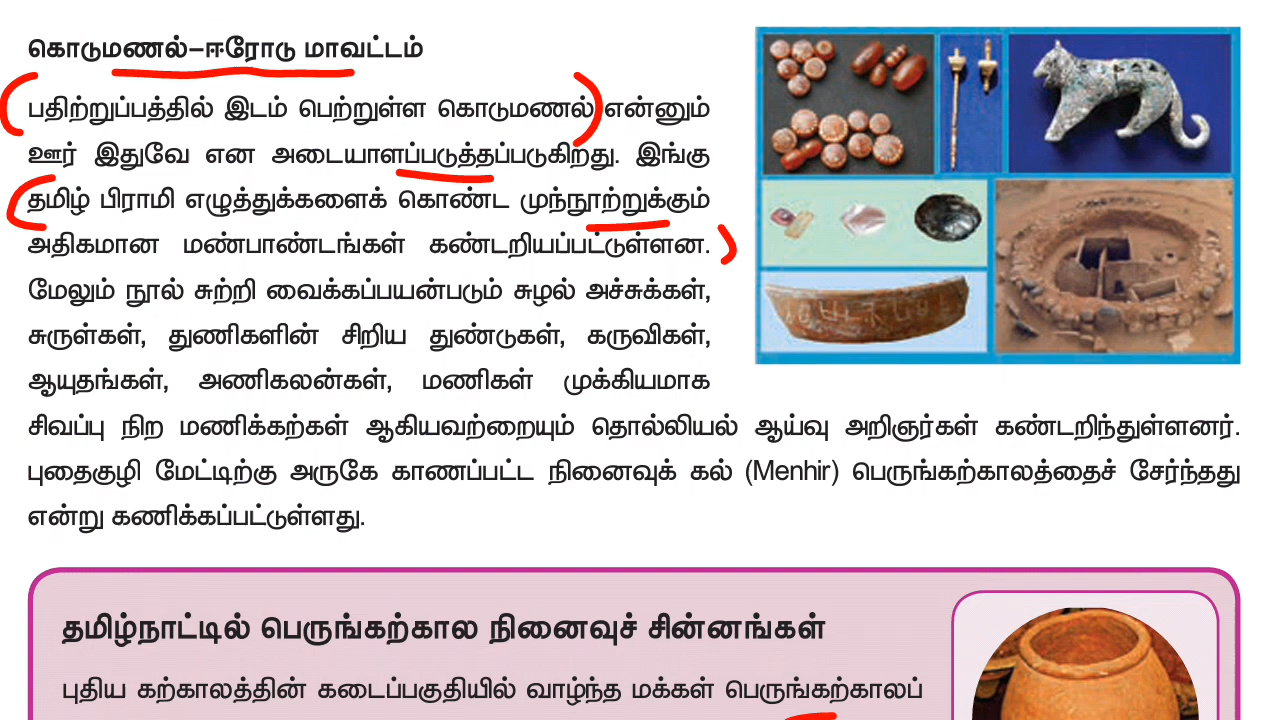 கொடுமணல்–ஈரோடு மாவட்டம்
பதிற்றுப்பத்தில் இடம் பெற்றுள்ள கொடுமணல் என்னும்
ஊர் இதுவே என அடையாளப்படுத்தப்படுகிறது. இங்கு
தமிழ் பிராமி எழுத்துக்களைக் கொண்ட முந்நூற்றுக்கும்
அதிகமான மண்பாண்டங்கள் கண்டறியப்பட்டுள்ளன.
மேலும் நூல் சுற்றி வைக்கப்பயன்படும் சுழல் அச்சுக்கள்,
சுருள்கள், துணிகளின் சிறிய துண்டுகள், கருவிகள்,
ஆயுதங்கள், அணிகலன்கள், மணிகள் முக்கியமாக
சிவப்பு நிற மணிக்கற்கள் ஆகியவற்றையும் தொல்லியல் ஆய்வு அறிஞர்கள் கண்டறிந்துள்ளனர்.
புதைகுழி மேட்டிற்கு அருகே காணப்பட்ட நினைவுக் கல் (Menhir) பெருங்கற்காலத்தைச் சேர்ந்தது
என்று கணிக்கப்பட்டுள்ளது.
தமிழ்நாட்டில் பெருங்கற்கால நினைவுச் சின்னங்கள்
புதிய கற்காலத்தின் கடைப்பகுதியில் வாழ்ந்த மக்கள் பெருங்கற்காலப்